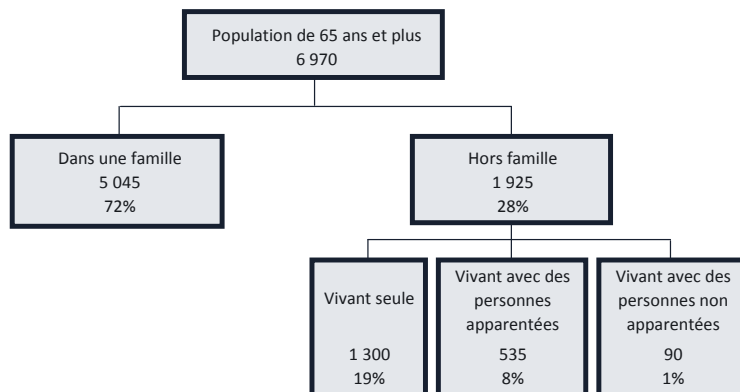 Population de 65 ans et plus
6 970
Dans une famille
5 045
72%
Hors famille
1 925
28%
Vivant seule
1 300
19%
Vivant avec des
personnes
apparentées
535
8%
Vivant avec des
personnes non
apparentées
90
1%